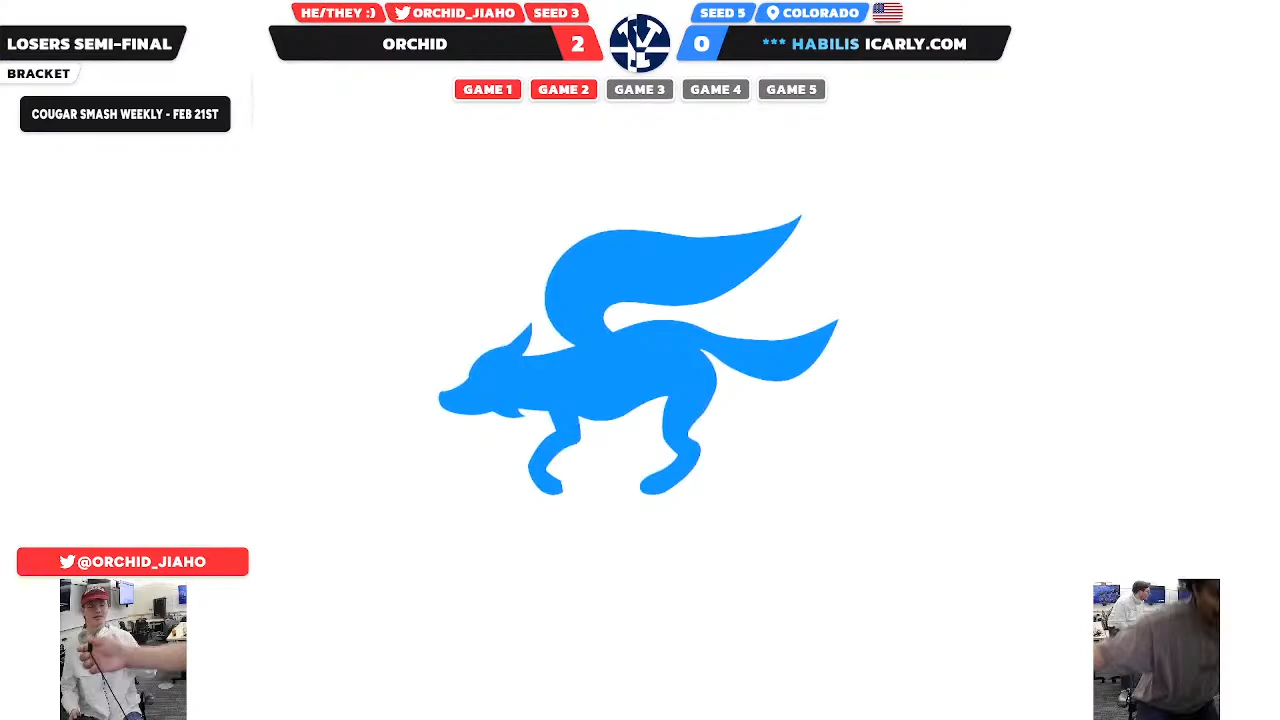 HE/THEY :)
ORCHID_JIAHO
SEED 3
SEED 5
COLORADO
LOSERS SEMI-FINAL
ORCHID
2
0
*** HABILIS ICARLY.COM
BRACKET
GAME 1
GAME 2
GAME 3
GAME 4
GAME 5
COUGAR SMASH WEEKLY - FEB 21ST
@ORCHID_JIAHO